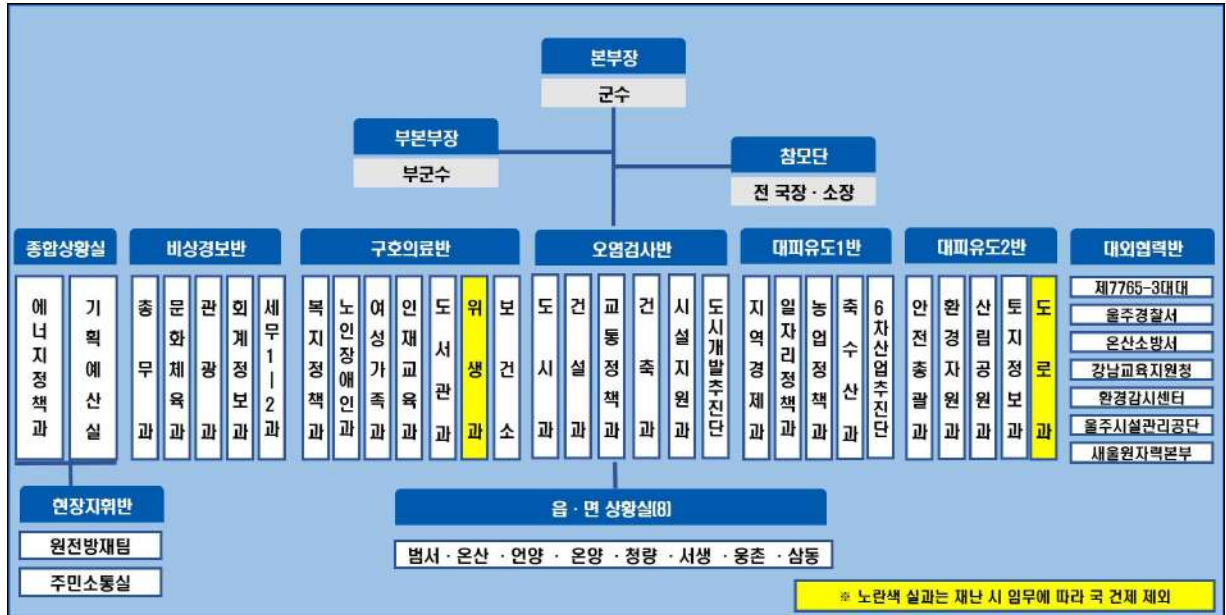 본부장
군수
부본부장
부군수
참모단
전 국장 · 소장
종합상황실
에너지정책과
기획예산실
비상경보반
총무과
문화체육과
관광과
회계정보과
세무1-2과
구호의료반
복지정책과
노인장애인과
여성가족과
인재교육과
도서관과
위생과
보건소
오염검사반
도시과
건설과
교통정책과
건축과
시설지원과
도시개발추진단
대피유도1반
지역경제과
일자리정책과
농업정책과
축수산과
6차산업추진단
대피유도2반
안전총괄과
환경자원과
산림공원과
토지정보과
도로과
대외협력반
제7765-3대대
울주경찰서
온산소방서
강남교육지원청
환경감시센터
울주시설관리공단
새울원자력본부
현장지휘반
원전방재팀
주민소통실
읍 · 면 상황실(8)
범서 · 온산 · 언양 · 온양 · 청량 · 서생 · 웅촌 · 삼동
※ 노란색 실과는 재난 시 임무에 따라 국 건제 제외